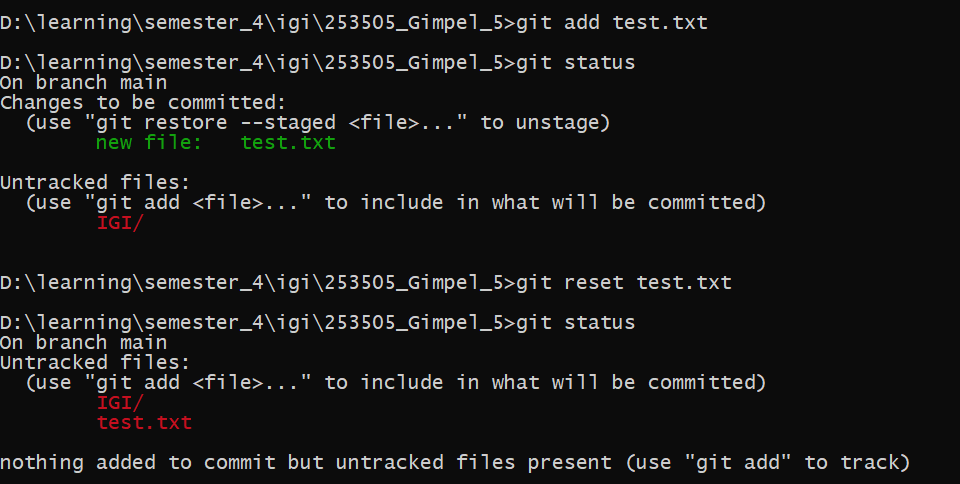 D:\learning\semester_4\igi\253505_Gimpel_5>git add test.txt
D:\learning\semester_4\igi\253505_Gimpel_5>git status
On branch main
Changes to be committed:
  (use "git restore --staged <file>..." to unstage)
        new file:   test.txt
Untracked files:
  (use "git add <file>..." to include in what will be committed)
        IGI/
D:\learning\semester_4\igi\253505_Gimpel_5>git reset test.txt
D:\learning\semester_4\igi\253505_Gimpel_5>git status
On branch main
Untracked files:
  (use "git add <file>..." to include in what will be committed)
        IGI/
        test.txt
nothing added to commit but untracked files present (use "git add" to track)